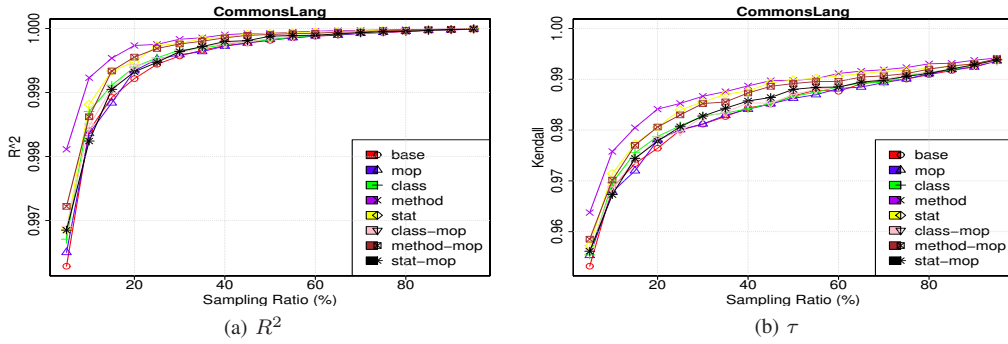 CommonsLang
R^2
1.000
0.999
0.998
0.997
20
40
60
80
Sampling Ratio (%)
base
mop
class
method
stat
class-mop
method-mop
stat-mop
(a) R²
CommonsLang
Kendall
1.00
0.99
0.98
0.97
0.96
20
40
60
80
Sampling Ratio (%)
base
mop
class
method
stat
class-mop
method-mop
stat-mop
(b) τ